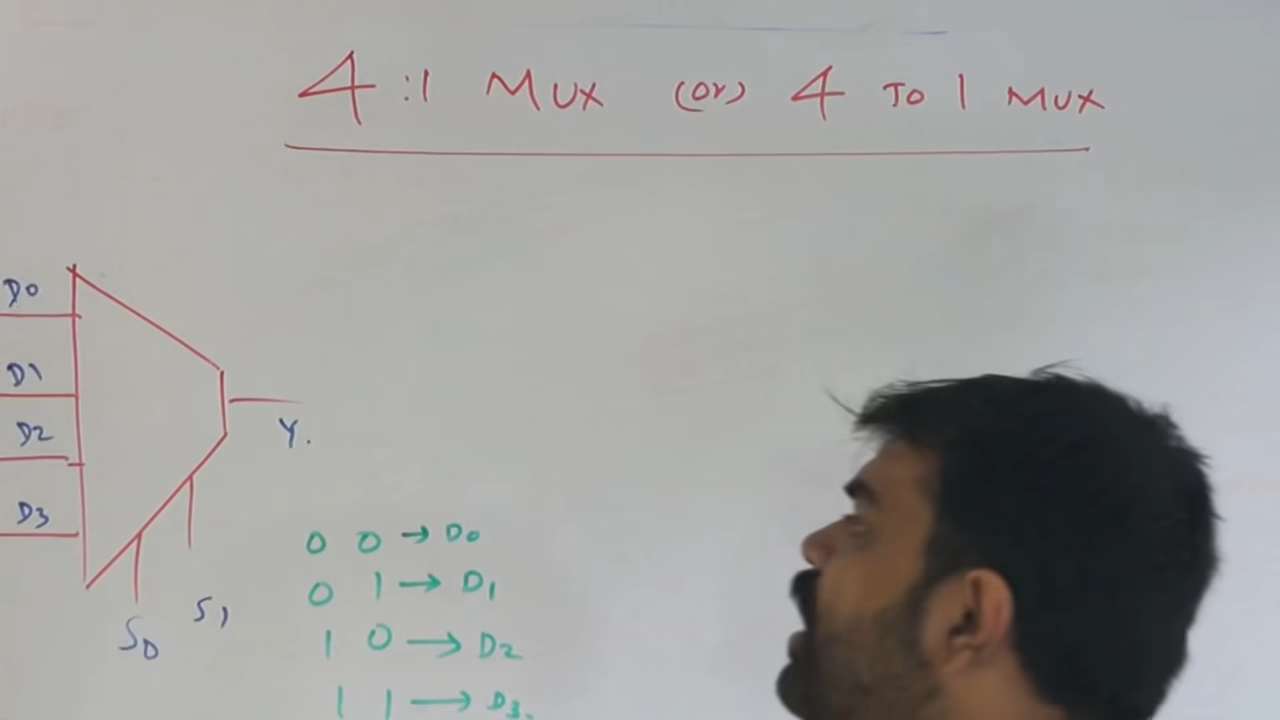 4:1 MUX (or) 4 TO 1 MUX
D0
D1
D2
Y.
D3
0 0 → D0
0 1 → D1
S0 S1
1 0 → D2
1 1 → D3.